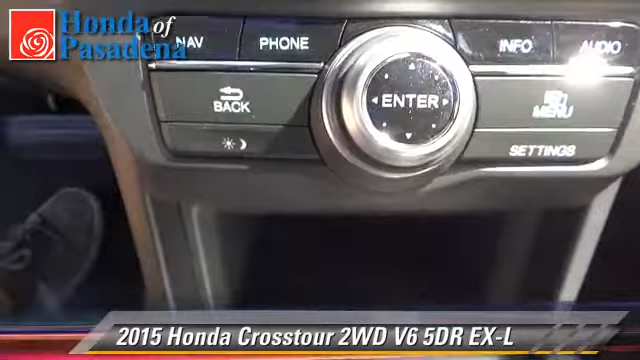 Honda of
Pasadena
NAV
PHONE
INFO
AUDIO
BACK
ENTER
MENU
SETTINGS
2015 Honda Crosstour 2WD V6 5DR EX-L